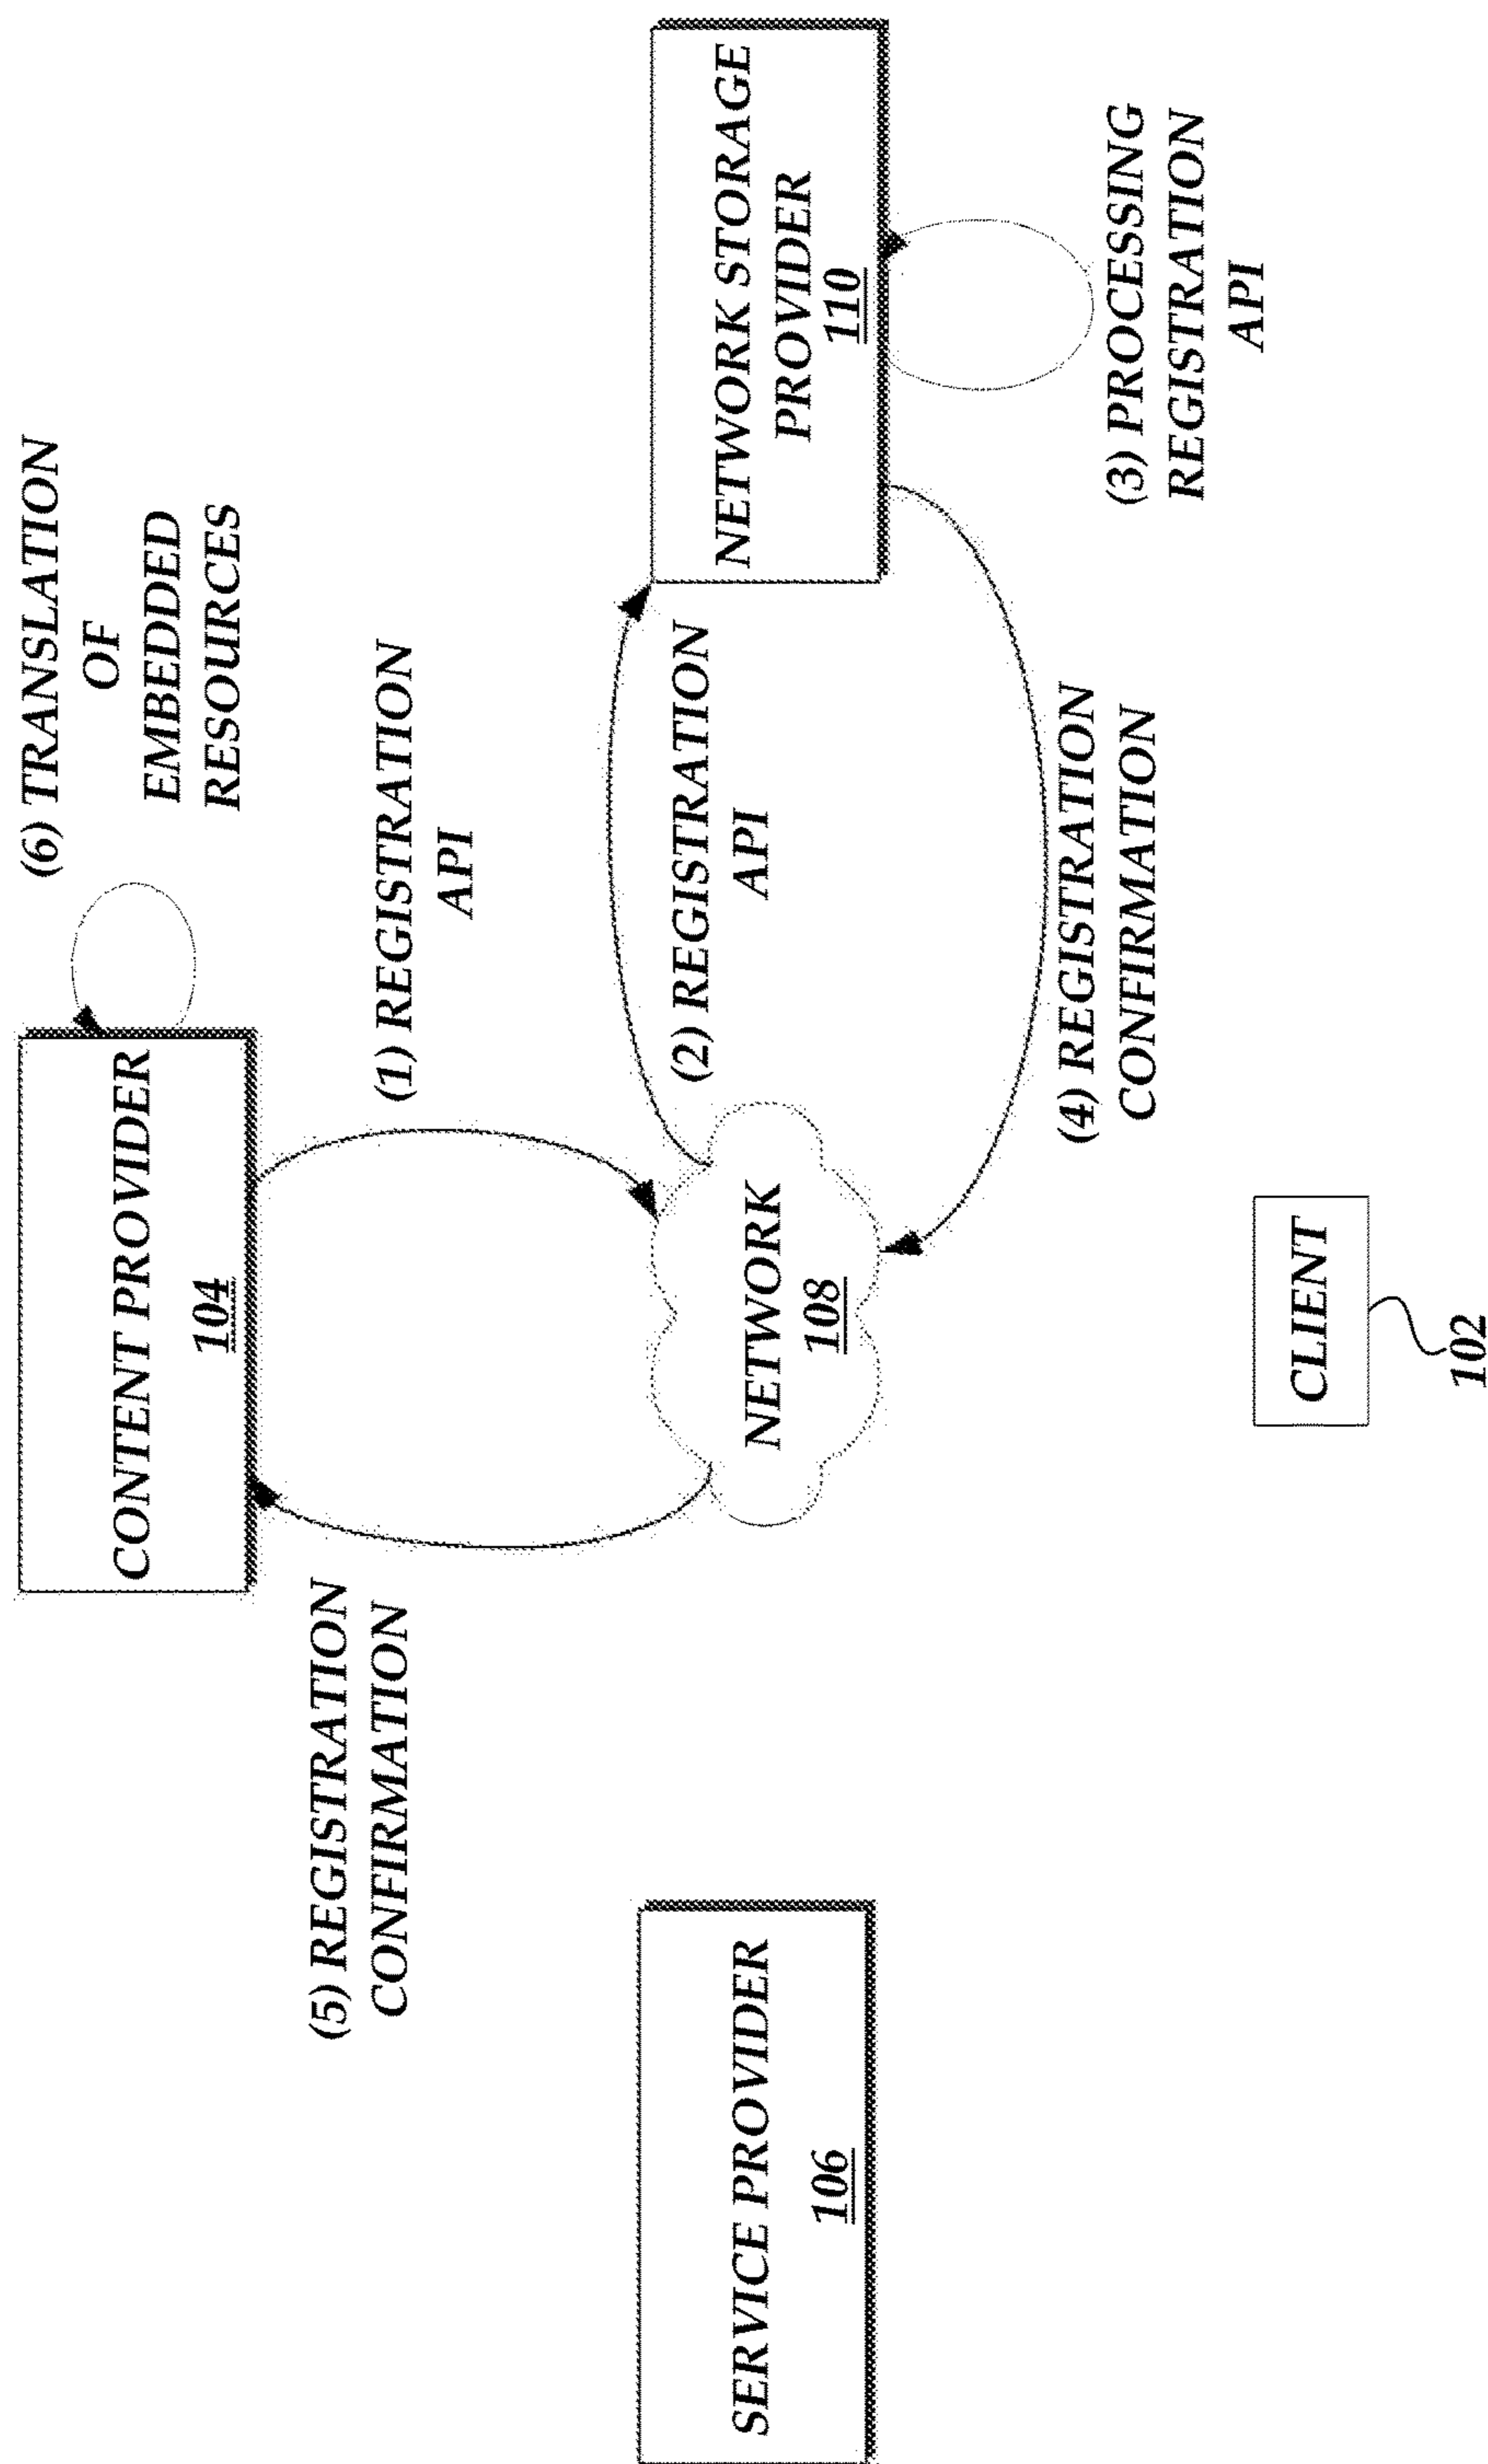 (6) TRANSLATION
OF
EMBEDDED
RESOURCES
CONTENT PROVIDER
104
(1) REGISTRATION
API
(5) REGISTRATION
CONFIRMATION
SERVICE PROVIDER
106
NETWORK
108
(2) REGISTRATION
API
NETWORK STORAGE
PROVIDER
110
(4) REGISTRATION
CONFIRMATION
(3) PROCESSING
REGISTRATION
API
CLIENT
102